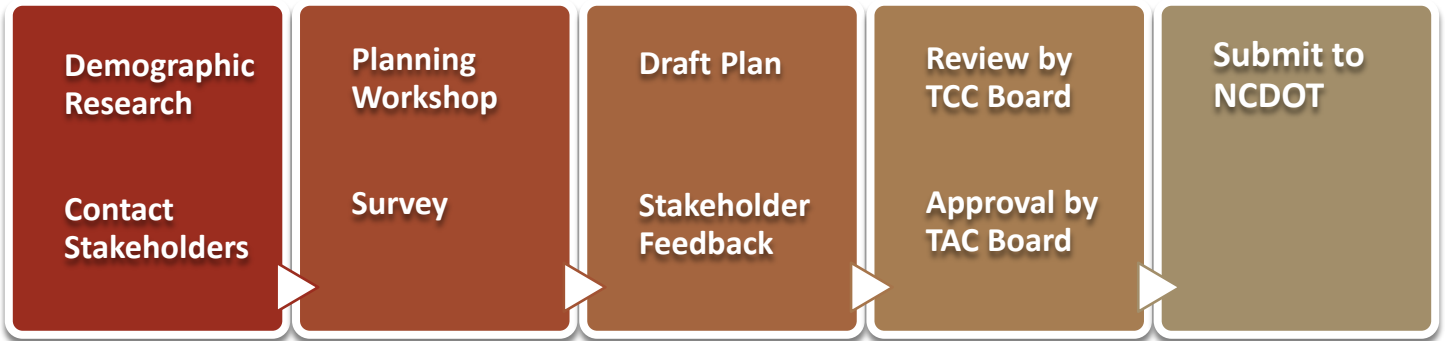 Demographic
Research
Contact
Stakeholders
Planning
Workshop
Survey
Draft Plan
Stakeholder
Feedback
Review by
TCC Board
Approval by
TAC Board
Submit to
NCDOT